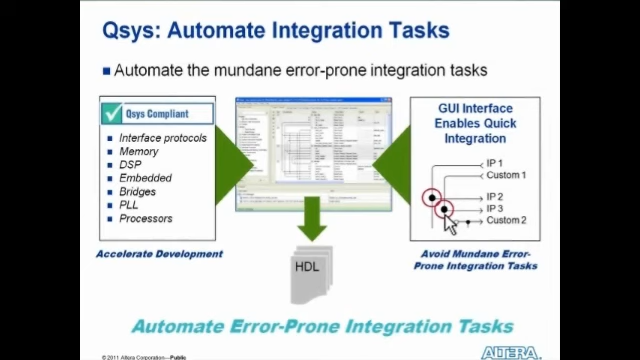 Qsys: Automate Integration Tasks
Automate the mundane error-prone integration tasks
Qsys Compliant
Interface protocols
Memory
DSP
Embedded
Bridges
PLL
Processors
Accelerate Development
HDL
GUI Interface
Enables Quick
Integration
IP 1
Custom 1
IP 2
IP 3
Custom 2
Avoid Mundane Error-
Prone Integration Tasks
Automate Error-Prone Integration Tasks
© 2011 Altera Corporation—Public
ALTERA